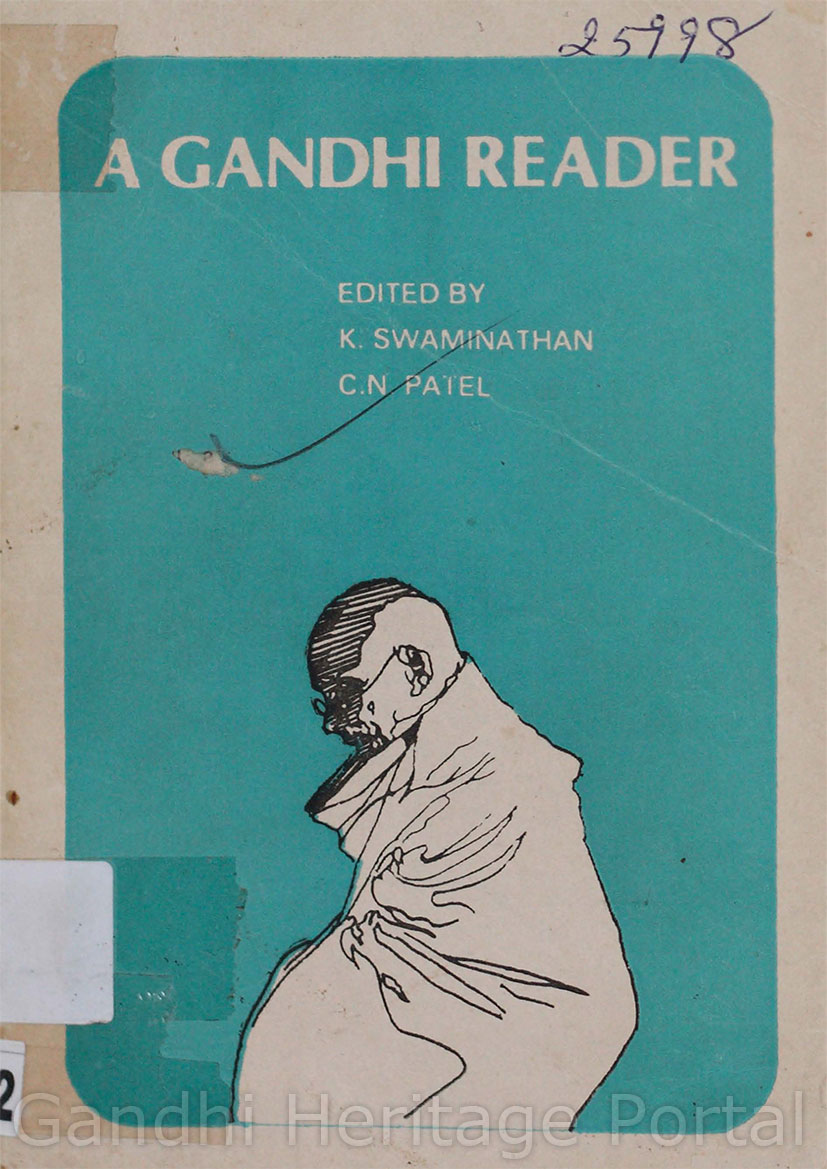 25998
A GANDHI READER
EDITED BY
K. SWAMINATHAN
C.N. PATEL
2
Gandhi Heritage Portal